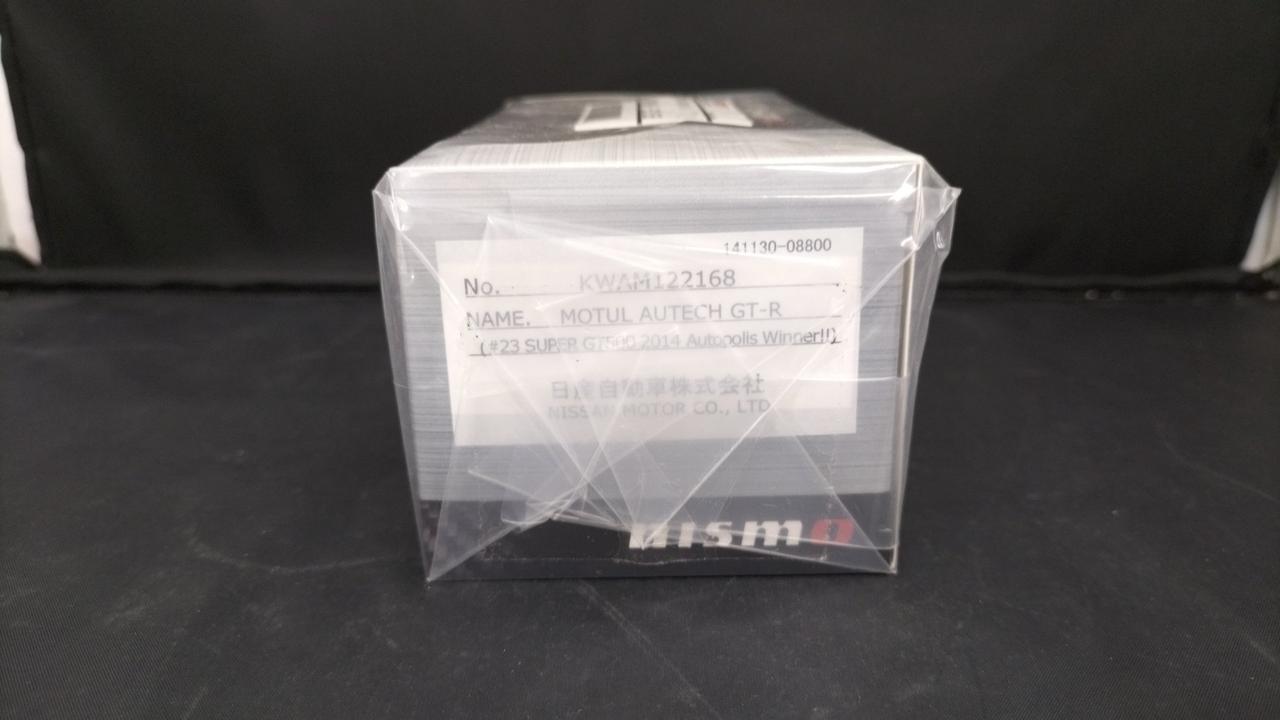 141130-08800
No. KWAM122168
NAME. MOTUL AUTECH GT-R
(#23 SUPER GT500 2014 Autopolis Winner!!)
日産自動車株式会社
NISSAN MOTOR CO., LTD
nismo